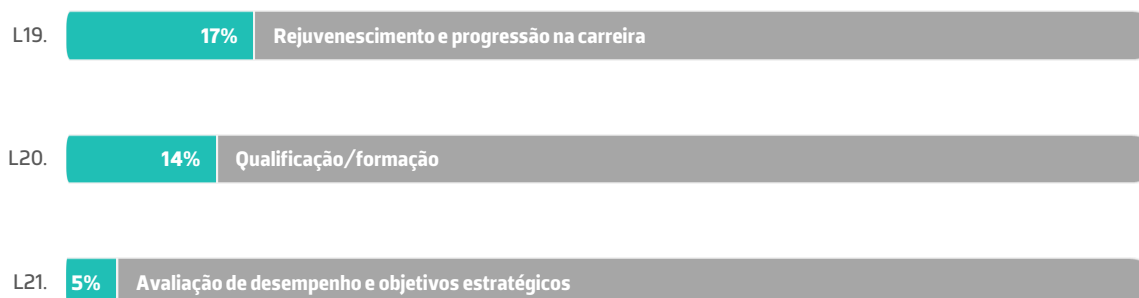 L19. 17% Rejuvenescimento e progressão na carreira
L20. 14% Qualificação/formação
L21. 5% Avaliação de desempenho e objetivos estratégicos